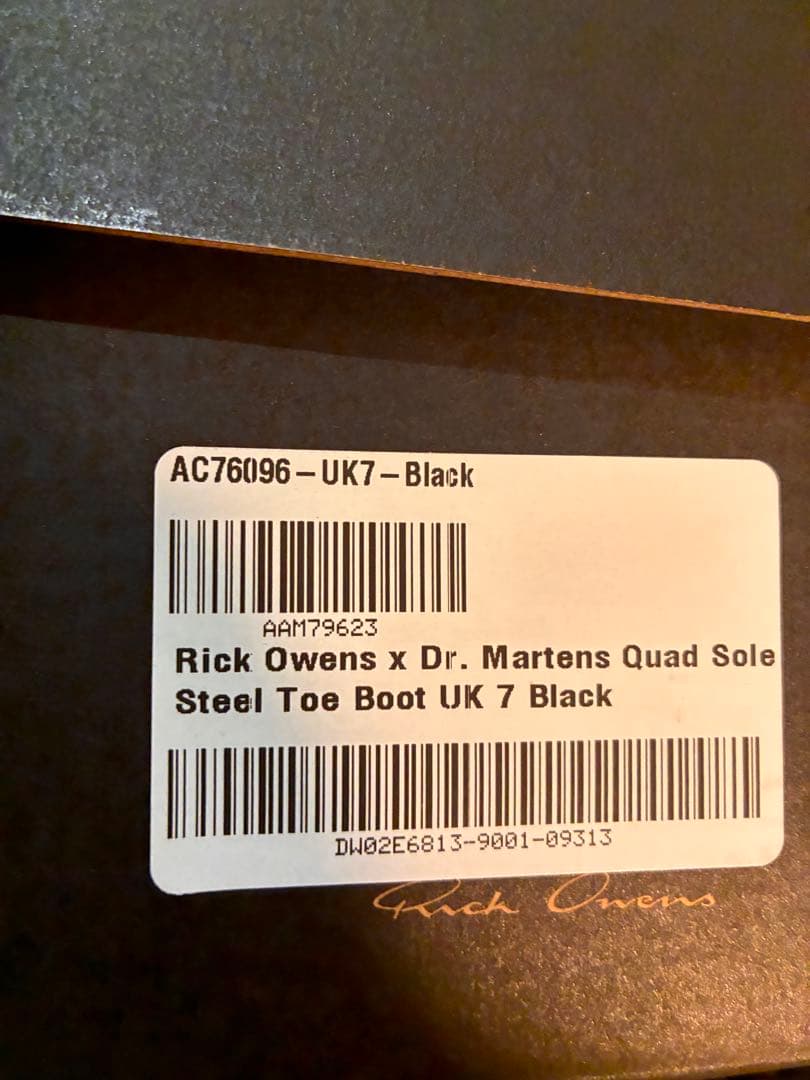 AC76096-UK7-Black
AAM79623
Rick Owens x Dr. Martens Quad Sole
Steel Toe Boot UK 7 Black
DW02E6813-9001-09313
Rick Owens